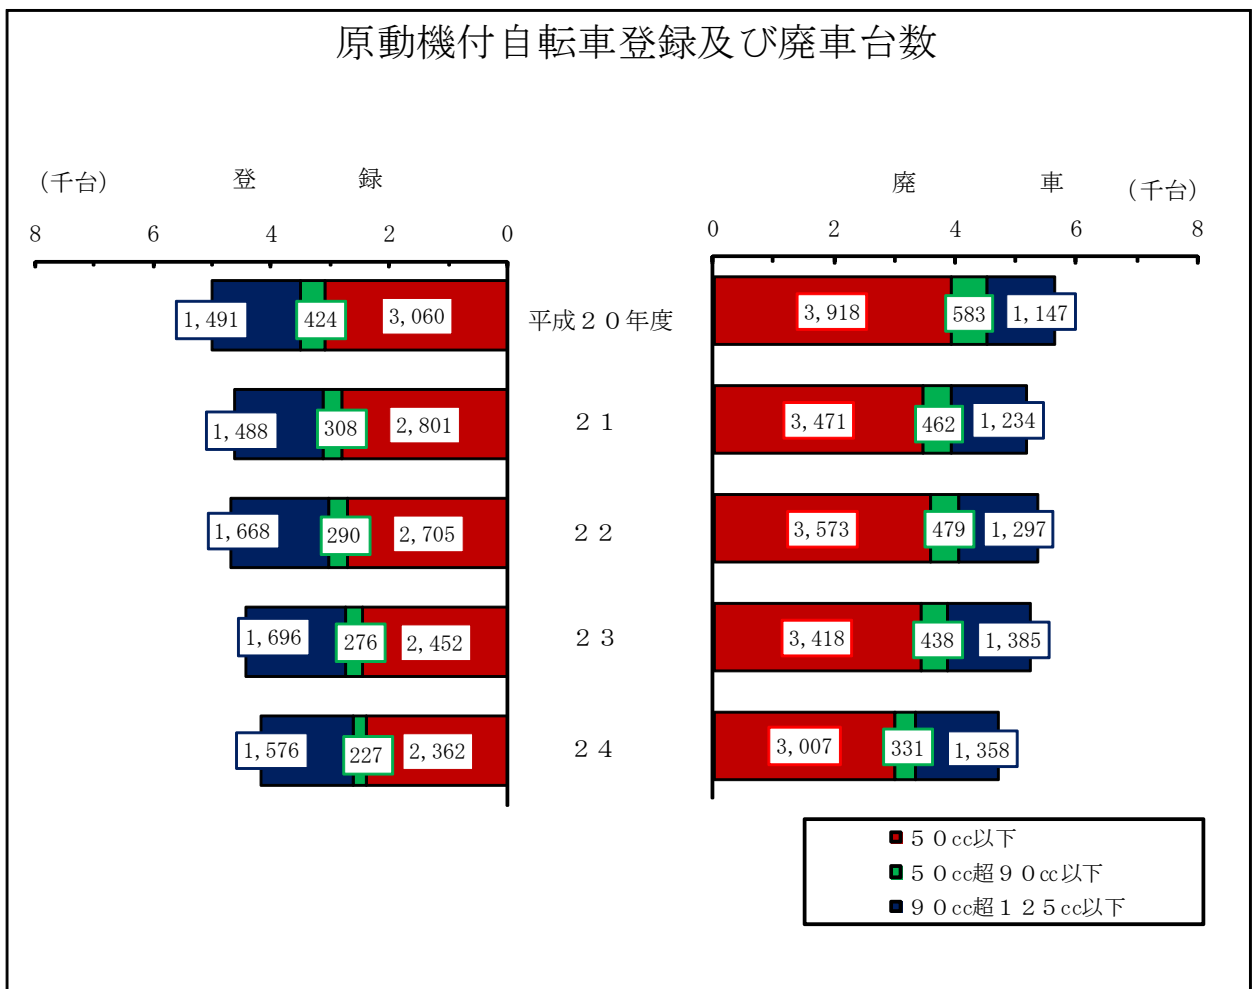 原動機付自転車登録及び廃車台数
(千台) 登 録 廃 車 (千台)
8 6 4 2 0 0 2 4 6 8
1,491 424 3,060 平成２０年度 3,918 583 1,147
1,488 308 2,801 ２１ 3,471 462 1,234
1,668 290 2,705 ２２ 3,573 479 1,297
1,696 276 2,452 ２３ 3,418 438 1,385
1,576 227 2,362 ２４ 3,007 331 1,358
５０cc以下
５０cc超９０cc以下
９０cc超１２５cc以下